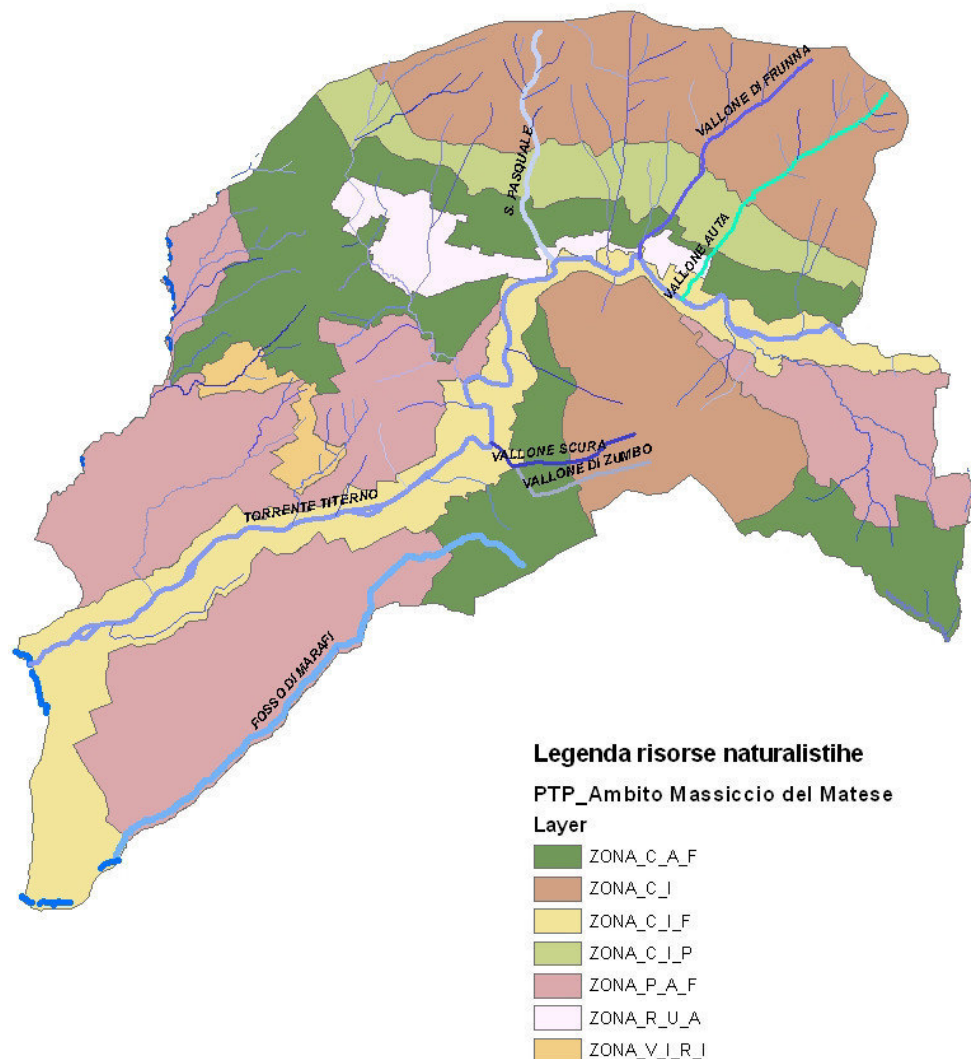 VALLONE DI FRUNNA
S. PASQUALE
VALLONE AUTA
VALLONE SCURA
VALLONE DI ZUMBO
TORRENTE TITERNO
FOSSO DI MARAFI
Legenda risorse naturalistihe
PTP_Ambito Massiccio del Matese
Layer
ZONA_C_A_F
ZONA_C_I
ZONA_C_I_F
ZONA_C_I_P
ZONA_P_A_F
ZONA_R_U_A
ZONA_V_I_R_I